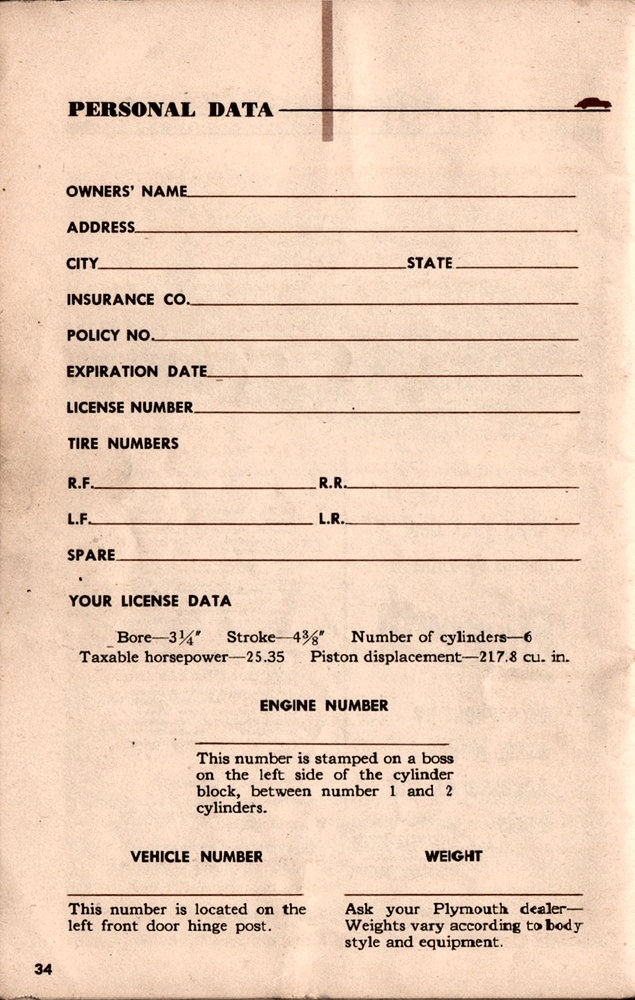 PERSONAL DATA
OWNERS' NAME
ADDRESS
CITY STATE
INSURANCE CO.
POLICY NO.
EXPIRATION DATE
LICENSE NUMBER
TIRE NUMBERS
R.F. R.R.
L.F. L.R.
SPARE
YOUR LICENSE DATA
Bore—3¼" Stroke—4⅜" Number of cylinders—6
Taxable horsepower—25.35 Piston displacement—217.8 cu. in.
ENGINE NUMBER
This number is stamped on a boss
on the left side of the cylinder
block, between number 1 and 2
cylinders.
VEHICLE NUMBER
This number is located on the
left front door hinge post.
WEIGHT
Ask your Plymouth dealer—
Weights vary according to body
style and equipment.
34